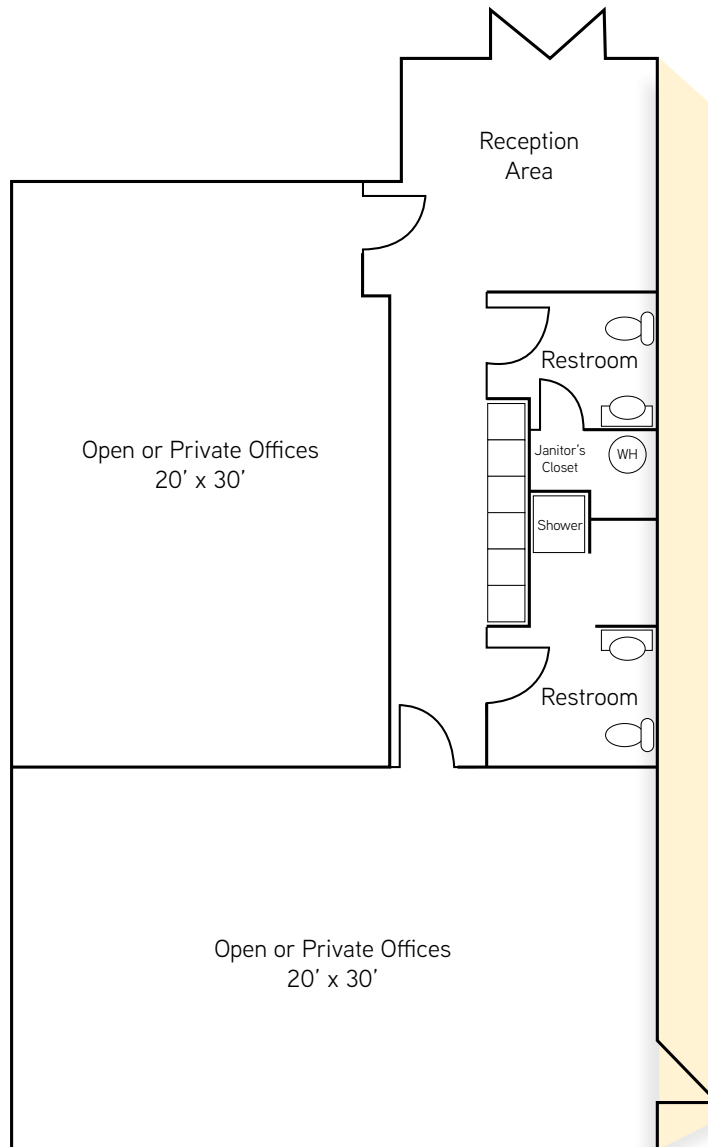 Reception
Area
Restroom
Open or Private Offices
20’ x 30’
Janitor’s
Closet
WH
Shower
Restroom
Open or Private Offices
20’ x 30’